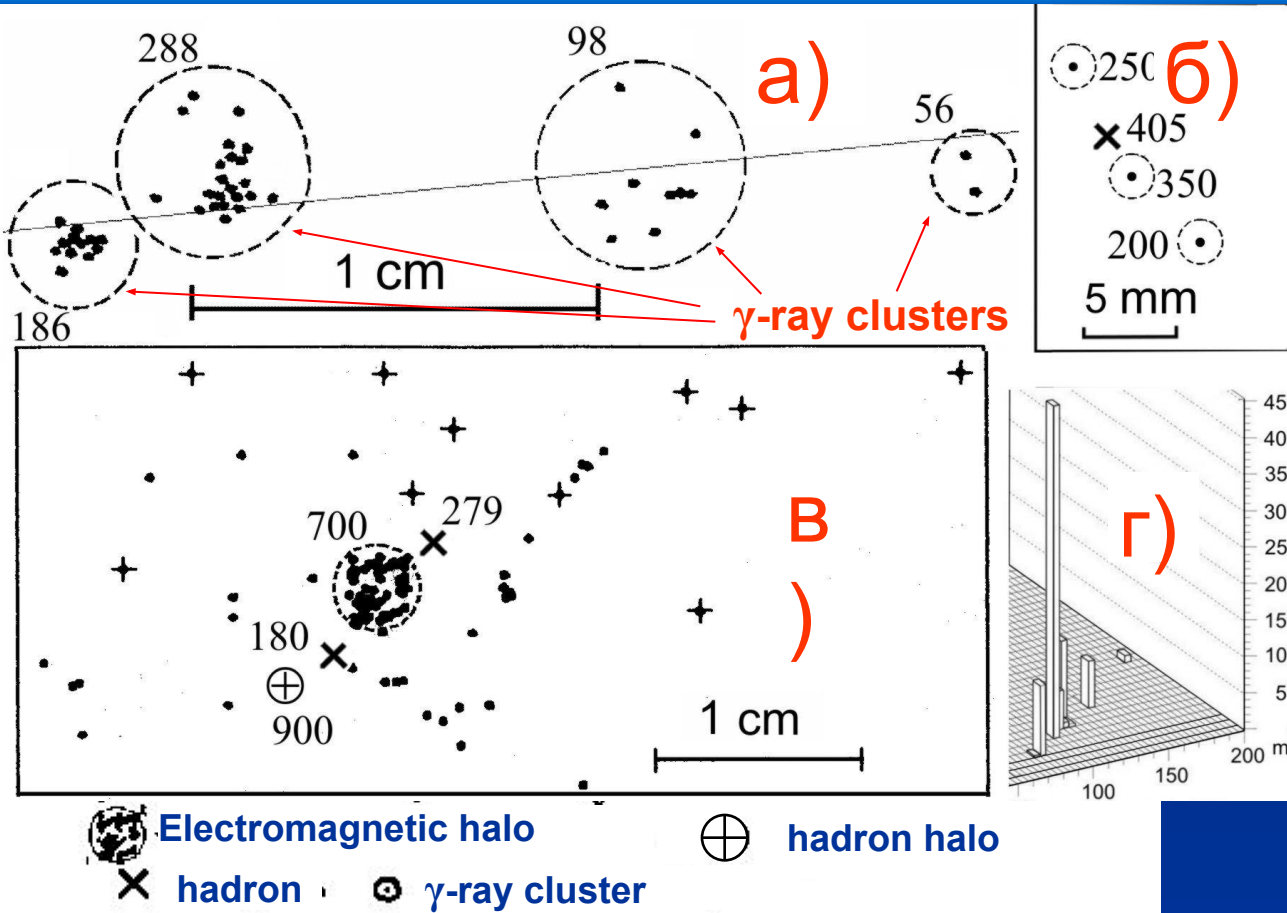 288
98
а)
56
186
1 cm
γ-ray clusters
250
б)
405
350
200
5 mm
700
279
180
900
в
)
1 cm
г)
45
40
35
30
25
20
15
10
5
200 m
150
100
Electromagnetic halo
hadron halo
hadron
γ-ray cluster